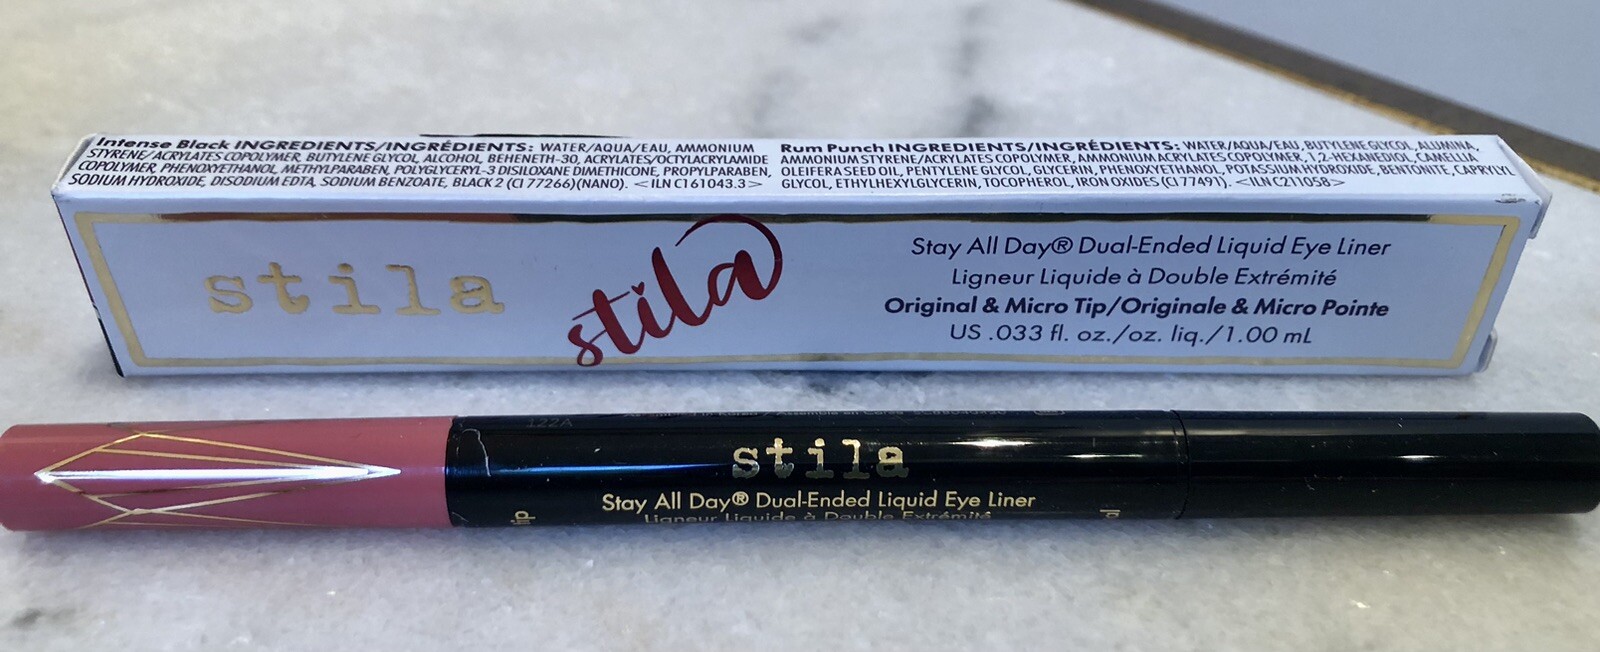 Intense Black INGREDIENTS/INGRÉDIENTS: WATER/AQUA/EAU, AMMONIUM
STYRENE/ACRYLATES COPOLYMER, BUTYLENE GLYCOL, ALCOHOL, BEHENETH-30, ACRYLATES/OCTYLACRYLAMIDE
COPOLYMER, PHENOXYETHANOL, METHYLPARABEN, POLYGLYCERYL-3 DISILOXANE DIMETHICONE, PROPYLPARABEN,
SODIUM HYDROXIDE, DISODIUM EDTA, SODIUM BENZOATE, BLACK 2 (CI 77266)(NANO). <ILN C161043.3>
Rum Punch INGREDIENTS/INGRÉDIENTS: WATER/AQUA/EAU, BUTYLENE GLYCOL, ALUMINA,
AMMONIUM STYRENE/ACRYLATES COPOLYMER, AMMONIUM ACRYLATES COPOLYMER, 1,2-HEXANEDIOL, CAMELLIA
OLEIFERA SEED OIL, PENTYLENE GLYCOL, GLYCERIN, PHENOXYETHANOL, POTASSIUM HYDROXIDE, BENTONITE, CAPRYLYL
GLYCOL, ETHYLHEXYLGLYCERIN, TOCOPHEROL, IRON OXIDES (CI 77491). <ILN C211058>
stila
stila
Stay All Day® Dual-Ended Liquid Eye Liner
Ligneur Liquide à Double Extrémité
Original & Micro Tip/Originale & Micro Pointe
US .033 fl. oz./oz. liq./1.00 mL
122A
stila
Stay All Day® Dual-Ended Liquid Eye Liner
Ligneur Liquide à Double Extrémité
tip
al